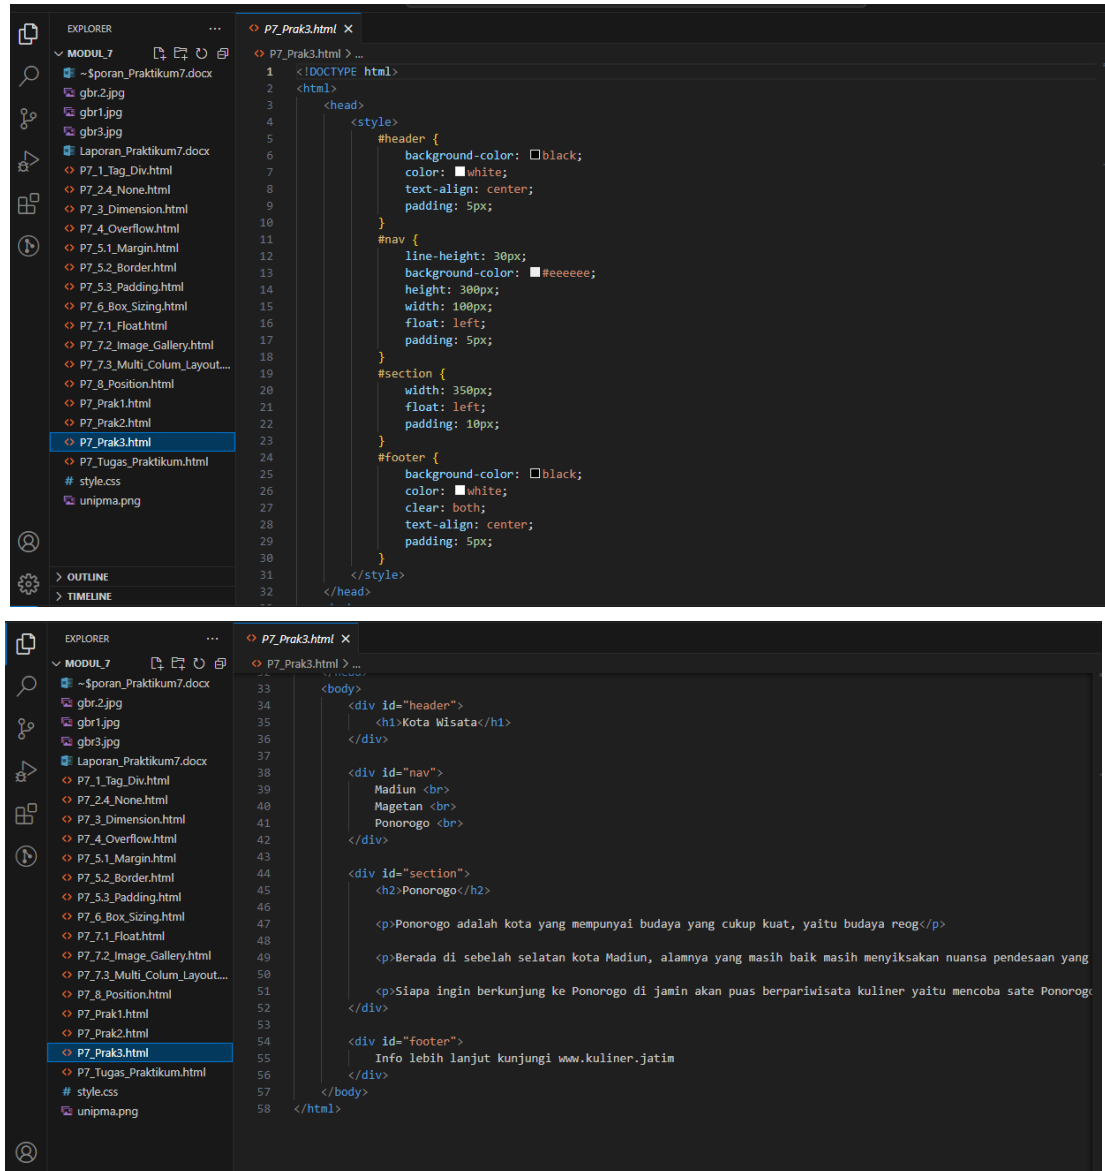 EXPLORER
MODUL_7
~$poran_Praktikum7.docx
gbr.2.jpg
gbr1.jpg
gbr3.jpg
Laporan_Praktikum7.docx
P7_1_Tag_Div.html
P7_2.4_None.html
P7_3_Dimension.html
P7_4_Overflow.html
P7_5.1_Margin.html
P7_5.2_Border.html
P7_5.3_Padding.html
P7_6_Box_Sizing.html
P7_7.1_Float.html
P7_7.2_Image_Gallery.html
P7_7.3_Multi_Colum_Layout....
P7_8_Position.html
P7_Prak1.html
P7_Prak2.html
P7_Prak3.html
P7_Tugas_Praktikum.html
# style.css
unipma.png
OUTLINE
TIMELINE
P7_Prak3.html
P7_Prak3.html > ...
1 <!DOCTYPE html>
2 <html>
3 <head>
4 <style>
5 #header {
6 background-color: black;
7 color: white;
8 text-align: center;
9 padding: 5px;
10 }
11 #nav {
12 line-height: 30px;
13 background-color: #eeeeee;
14 height: 300px;
15 width: 100px;
16 float: left;
17 padding: 5px;
18 }
19 #section {
20 width: 350px;
21 float: left;
22 padding: 10px;
23 }
24 #footer {
25 background-color: black;
26 color: white;
27 clear: both;
28 text-align: center;
29 padding: 5px;
30 }
31 </style>
32 </head>
EXPLORER
MODUL_7
~$poran_Praktikum7.docx
gbr.2.jpg
gbr1.jpg
gbr3.jpg
Laporan_Praktikum7.docx
P7_1_Tag_Div.html
P7_2.4_None.html
P7_3_Dimension.html
P7_4_Overflow.html
P7_5.1_Margin.html
P7_5.2_Border.html
P7_5.3_Padding.html
P7_6_Box_Sizing.html
P7_7.1_Float.html
P7_7.2_Image_Gallery.html
P7_7.3_Multi_Colum_Layout....
P7_8_Position.html
P7_Prak1.html
P7_Prak2.html
P7_Prak3.html
P7_Tugas_Praktikum.html
# style.css
unipma.png
P7_Prak3.html
P7_Prak3.html > ...
33 <body>
34 <div id="header">
35 <h1>Kota Wisata</h1>
36 </div>
37
38 <div id="nav">
39 Madiun <br>
40 Magetan <br>
41 Ponorogo <br>
42 </div>
43
44 <div id="section">
45 <h2>Ponorogo</h2>
46
47 <p>Ponorogo adalah kota yang mempunyai budaya yang cukup kuat, yaitu budaya reog</p>
48
49 <p>Berada di sebelah selatan kota Madiun, alamnya yang masih baik masih menyiksakan nuansa pendesaan yang
50
51 <p>Siapa ingin berkunjung ke Ponorogo di jamin akan puas berpariwisata kuliner yaitu mencoba sate Ponorogo
52 </div>
53
54 <div id="footer">
55 Info lebih lanjut kunjungi www.kuliner.jatim
56 </div>
57 </body>
58 </html>